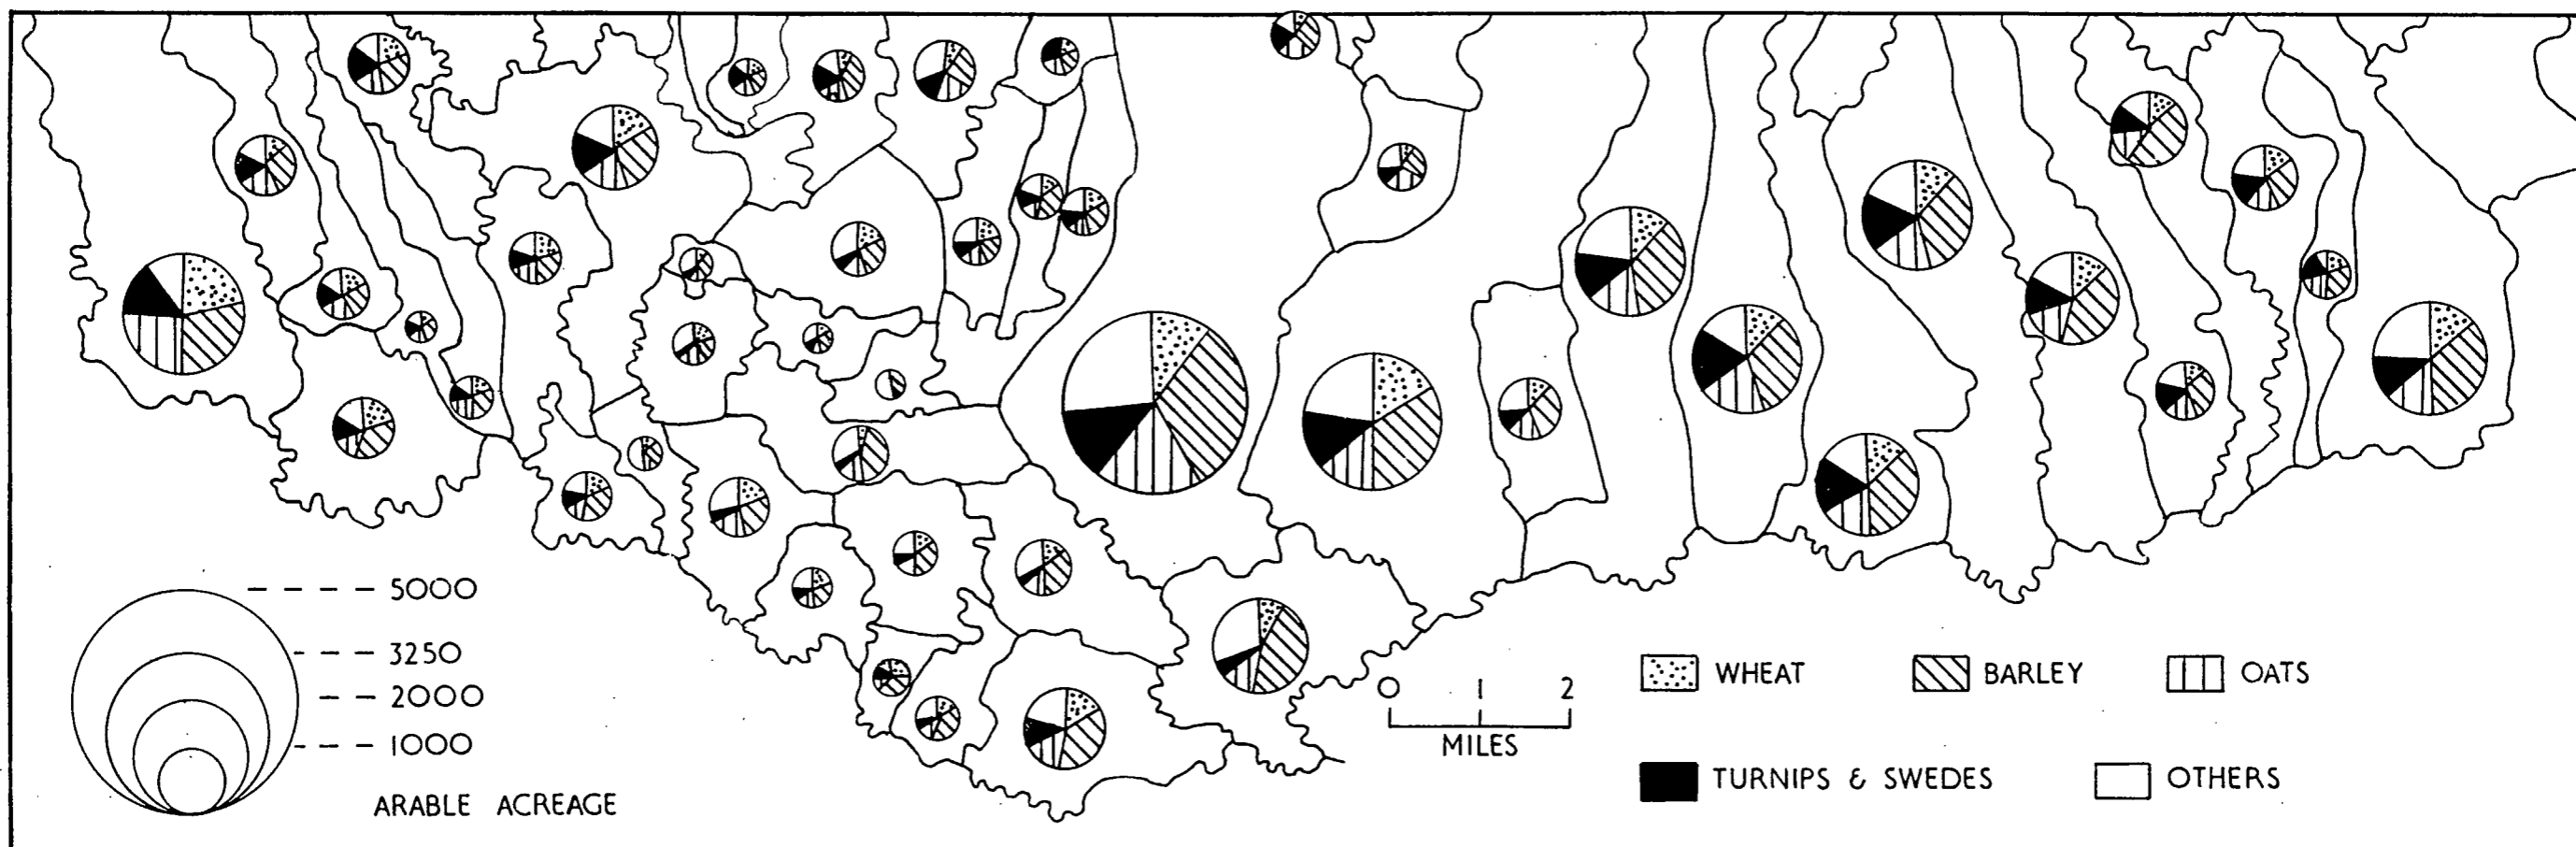 5000
3250
2000
1000
ARABLE ACREAGE
0 1 2
MILES
WHEAT BARLEY OATS
TURNIPS & SWEDES OTHERS